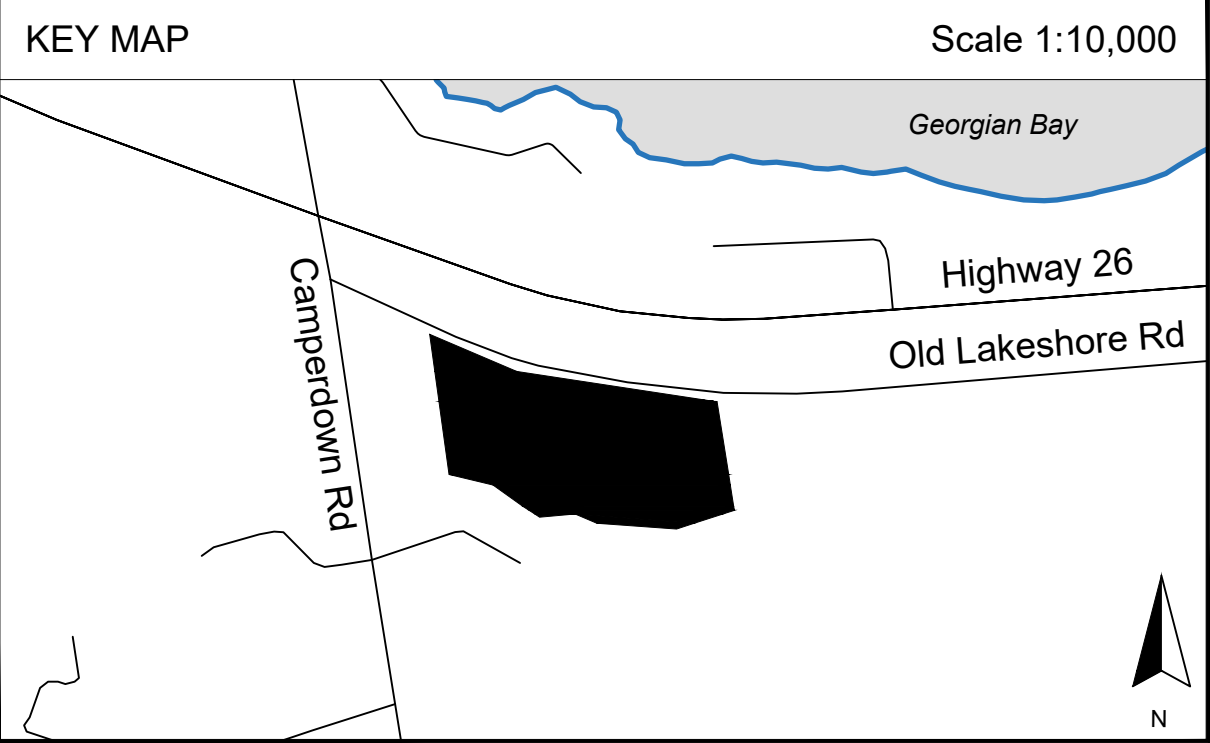 KEY MAP
Scale 1:10,000
Georgian Bay
Highway 26
Old Lakeshore Rd
Camperdown Rd
N